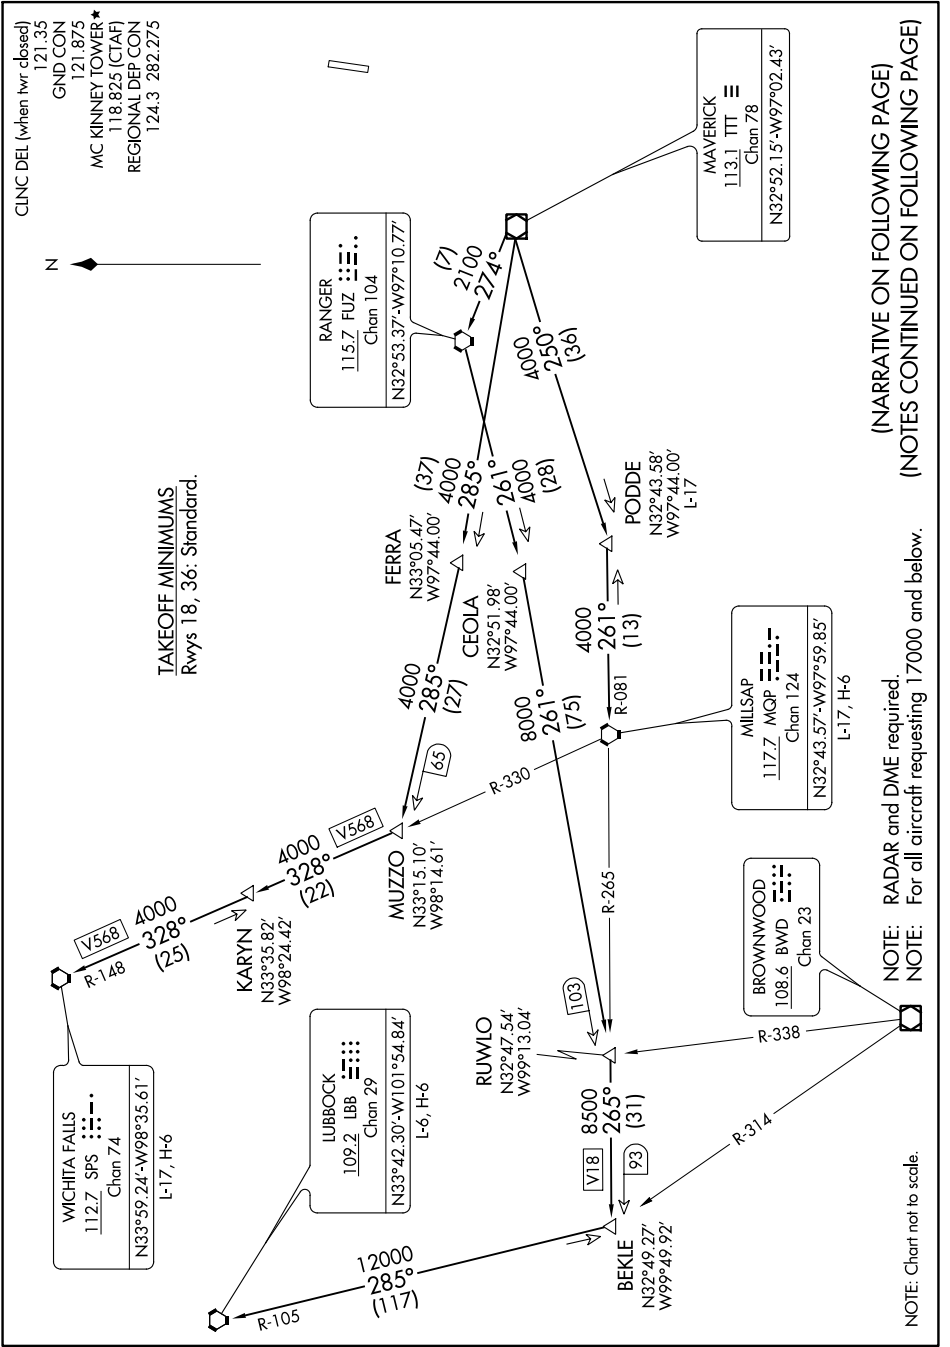 CLNC DEL (when twr closed)
121.35
GND CON
121.875
MC KINNEY TOWER★
118.825 (CTAF)
REGIONAL DEP CON
124.3 282.275
N
TAKEOFF MINIMUMS
Rwys 18, 36: Standard.
WICHITA FALLS
112.7 SPS
Chan 74
N33°59.24'-W98°35.61'
L-17, H-6
R-148
V568
4000
328°
(25)
KARYN
N33°35.82'
W98°24.42'
4000
328°
(22)
V568
MUZZO
N33°15.10'
W98°14.61'
65
4000
285°
(27)
FERRA
N33°05.47'
W97°44.00'
(37)
4000
285°
RANGER
115.7 FUZ
Chan 104
N32°53.37'-W97°10.77'
(7)
2100
274°
MAVERICK
113.1 TTT
Chan 78
N32°52.15'-W97°02.43'
261°
4000
(28)
CEOLA
N32°51.98'
W97°44.00'
4000
250°
(36)
PODDE
N32°43.58'
W97°44.00'
L-17
4000
261°
(13)
R-081
MILLSAP
117.7 MQP
Chan 124
N32°43.57'-W97°59.85'
L-17, H-6
R-330
R-265
8000
261°
(75)
103
RUWLO
N32°47.54'
W99°13.04'
LUBBOCK
109.2 LBB
Chan 29
N33°42.30'-W101°54.84'
L-6, H-6
R-105
12000
285°
(117)
V18
8500
265°
(31)
93
BEKLE
N32°49.27'
W99°49.92'
BROWNWOOD
108.6 BWD
Chan 23
R-338
R-314
NOTE: RADAR and DME required.
NOTE: For all aircraft requesting 17000 and below.
NOTE: Chart not to scale.
(NARRATIVE ON FOLLOWING PAGE)
(NOTES CONTINUED ON FOLLOWING PAGE)